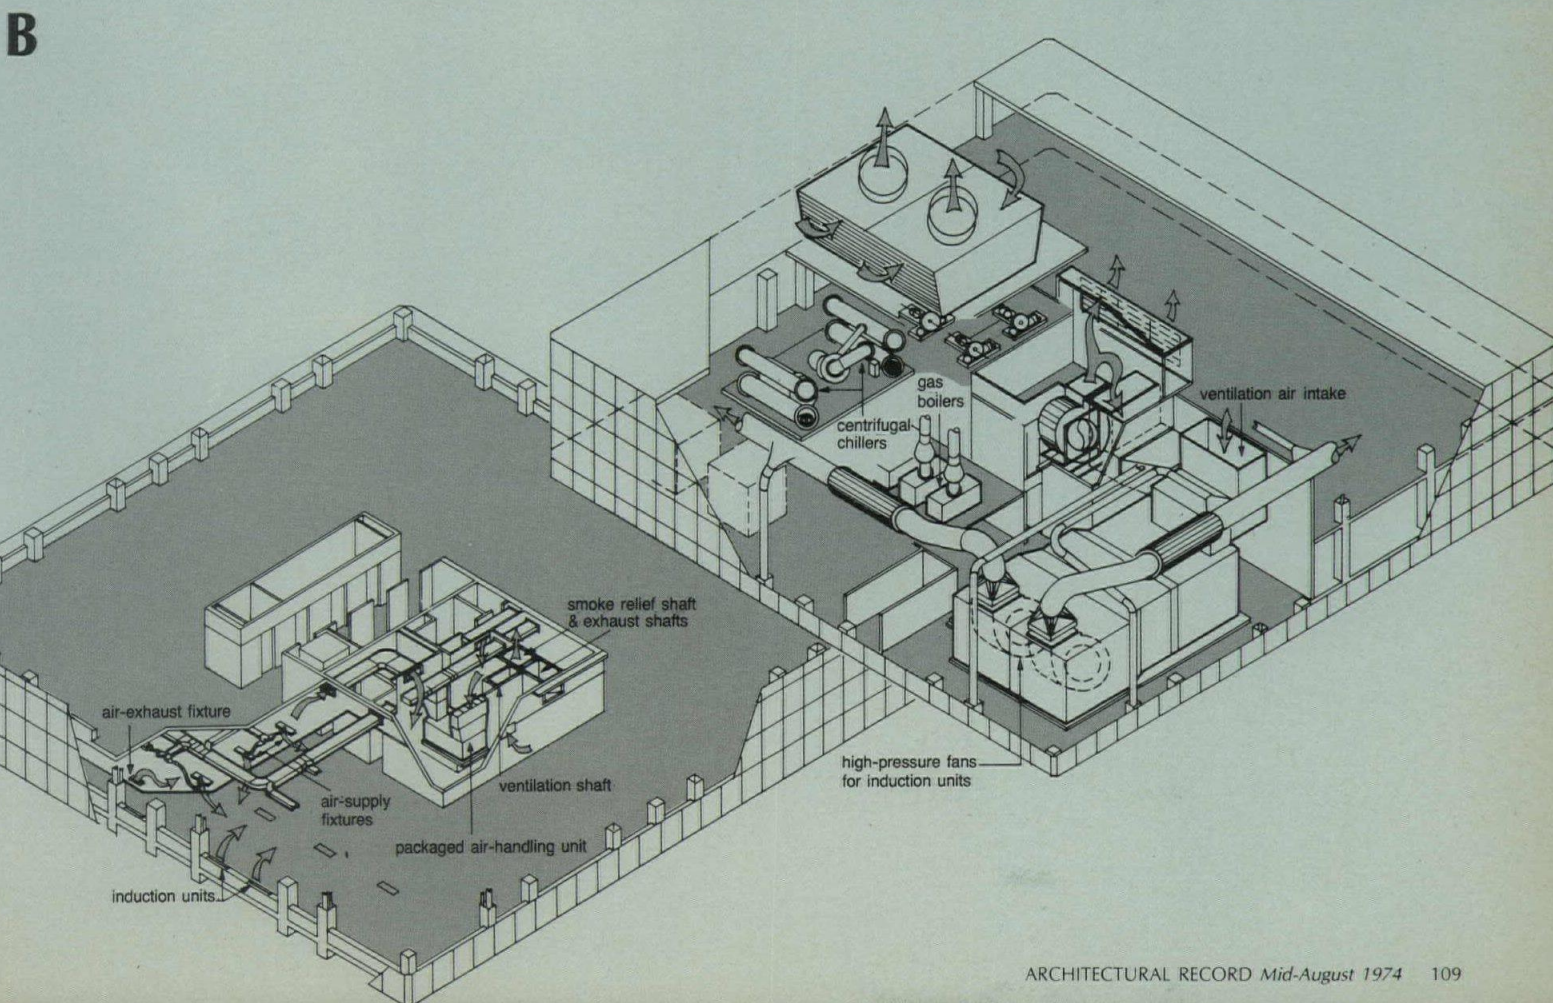 B
gas
boilers
ventilation air intake
centrifugal
chillers
smoke relief shaft
& exhaust shafts
air-exhaust fixture
ventilation shaft
air-supply
fixtures
high-pressure fans
for induction units
packaged air-handling unit
induction units
ARCHITECTURAL RECORD Mid-August 1974 109